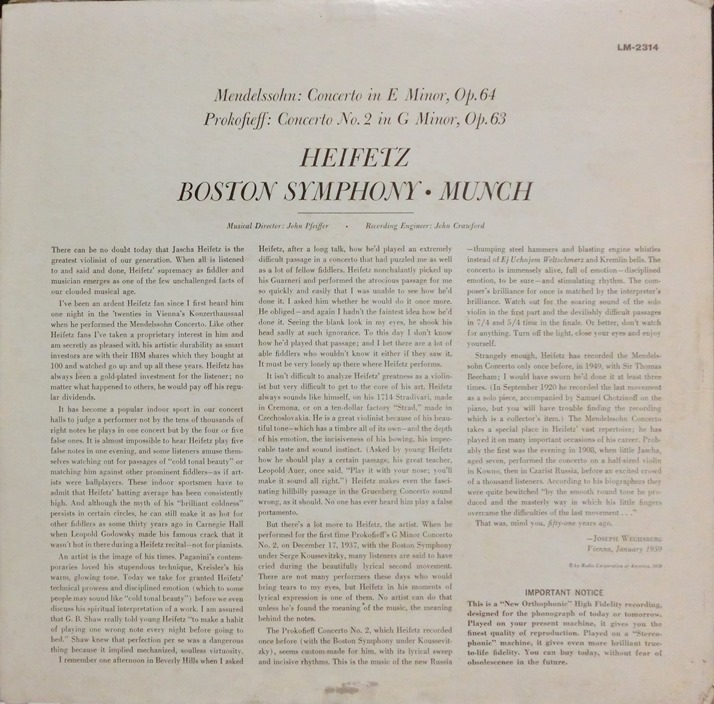 LM-2314
Mendelssohn: Concerto in E Minor, Op. 64
Prokofieff: Concerto No. 2 in G Minor, Op. 63
HEIFETZ
BOSTON SYMPHONY • MUNCH
Musical Director: John Pfeiffer • Recording Engineer: John Crawford
There can be no doubt today that Jascha Heifetz is the
greatest violinist of our generation. When all is listened
to and said and done, Heifetz' supremacy as fiddler and
musician emerges as one of the few unchallenged facts of
our clouded musical age.
I've been an ardent Heifetz fan since I first heard him
one night in the 'twenties in Vienna's Konzerthaussaal
when he performed the Mendelssohn Concerto. Like other
Heifetz fans I've taken a proprietary interest in him and
am secretly as pleased with his artistic durability as smart
investors are with their IBM shares which they bought at
100 and watched go up and up all these years. Heifetz has
always been a gold-plated investment for the listener; no
matter what happened to others, he would pay off his regu-
lar dividends.
It has become a popular indoor sport in our concert
halls to judge a performer not by the tens of thousands of
right notes he plays in one concert but by the four or five
false ones. It is almost impossible to hear Heifetz play five
false notes in one evening, and some listeners amuse them-
selves watching out for passages of "cold tonal beauty" or
matching him against other prominent fiddlers—as if art-
ists were ballplayers. These indoor sportsmen have to
admit that Heifetz' batting average has been consistently
high. And although the myth of his "brilliant coldness"
persists in certain circles, he can still make it as hot for
other fiddlers as some thirty years ago in Carnegie Hall
when Leopold Godowsky made his famous crack that it
wasn't hot in there during a Heifetz recital—not for pianists.
An artist is the image of his times. Paganini's contem-
poraries loved his stupendous technique, Kreisler's his
warm, glowing tone. Today we take for granted Heifetz'
technical prowess and disciplined emotion (which to some
people may sound like "cold tonal beauty") before we even
discuss his spiritual interpretation of a work. I am assured
that G. B. Shaw really told young Heifetz "to make a habit
of playing one wrong note every night before going to
bed." Shaw knew that perfection per se was a dangerous
thing because it implied mechanized, soulless virtuosity.
I remember one afternoon in Beverly Hills when I asked
Heifetz, after a long talk, how he'd played an extremely
difficult passage in a concerto that had puzzled me as well
as a lot of fellow fiddlers. Heifetz nonchalantly picked up
his Guarneri and performed the atrocious passage for me
so quickly and easily that I was unable to see how he'd
done it. I asked him whether he would do it once more.
He obliged—and again I hadn't the faintest idea how he'd
done it. Seeing the blank look in my eyes, he shook his
head sadly at such ignorance. To this day I don't know
how he'd played that passage; and I bet there are a lot of
able fiddlers who wouldn't know it either if they saw it.
It must be very lonely up there where Heifetz performs.
It isn't difficult to analyze Heifetz' greatness as a violin-
ist but very difficult to get to the core of his art. Heifetz
always sounds like himself, on his 1714 Stradivari, made
in Cremona, or on a ten-dollar factory "Strad," made in
Czechoslovakia. He is a great violinist because of his beau-
tiful tone—which has a timbre all of its own—and the depth
of his emotion, the incisiveness of his bowing, his impec-
cable taste and sound instinct. (Asked by young Heifetz
how he should play a certain passage, his great teacher,
Leopold Auer, once said, "Play it with your nose; you'll
make it sound all right.") Heifetz makes even the fasci-
nating hillbilly passage in the Gruenberg Concerto sound
wrong, as it should. No one has ever heard him play a false
portamento.
But there's a lot more to Heifetz, the artist. When he
performed for the first time Prokofieff's G Minor Concerto
No. 2, on December 17, 1937, with the Boston Symphony
under Serge Koussevitzky, many listeners are said to have
cried during the beautifully lyrical second movement.
There are not many performers these days who would
bring tears to my eyes, but Heifetz in his moments of
lyrical expression is one of them. No artist can do that
unless he's found the meaning of the music, the meaning
behind the notes.
The Prokofieff Concerto No. 2, which Heifetz recorded
once before (with the Boston Symphony under Koussevit-
zky), seems custom-made for him, with its lyrical sweep
and incisive rhythms. This is the music of the new Russia
—thumping steel hammers and blasting engine whistles
instead of Ej Uchnjem Weltschmerz and Kremlin bells. The
concerto is immensely alive, full of emotion—disciplined
emotion, to be sure—and stimulating rhythm. The com-
poser's brilliance for once is matched by the interpreter's
brilliance. Watch out for the soaring sound of the solo
violin in the first part and the devilishly difficult passages
in 7/4 and 5/4 time in the finale. Or better, don't watch
for anything. Turn off the light, close your eyes and enjoy
yourself.
Strangely enough, Heifetz has recorded the Mendels-
sohn Concerto only once before, in 1949, with Sir Thomas
Beecham; I would have sworn he'd done it at least three
times. (In September 1920 he recorded the last movement
as a solo piece, accompanied by Samuel Chotzinoff on the
piano, but you will have trouble finding the recording
which is a collector's item.) The Mendelssohn Concerto
takes a special place in Heifetz' vast repertoire; he has
played it on many important occasions of his career. Prob-
ably the first was the evening in 1908, when little Jascha,
aged seven, performed the concerto on a half-sized violin
in Kowno, then in Czarist Russia, before an excited crowd
of a thousand listeners. According to his biographers they
were quite bewitched "by the smooth round tone he pro-
duced and the masterly way in which his little fingers
overcame the difficulties of the last movement . . ."
That was, mind you, fifty-one years ago.
—JOSEPH WECHSBERG
Vienna, January 1959
© by Radio Corporation of America, 1959
IMPORTANT NOTICE
This is a "New Orthophonic" High Fidelity recording,
designed for the phonograph of today or tomorrow.
Played on your present machine, it gives you the
finest quality of reproduction. Played on a "Stereo-
phonic" machine, it gives even more brilliant true-
to-life fidelity. You can buy today, without fear of
obsolescence in the future.